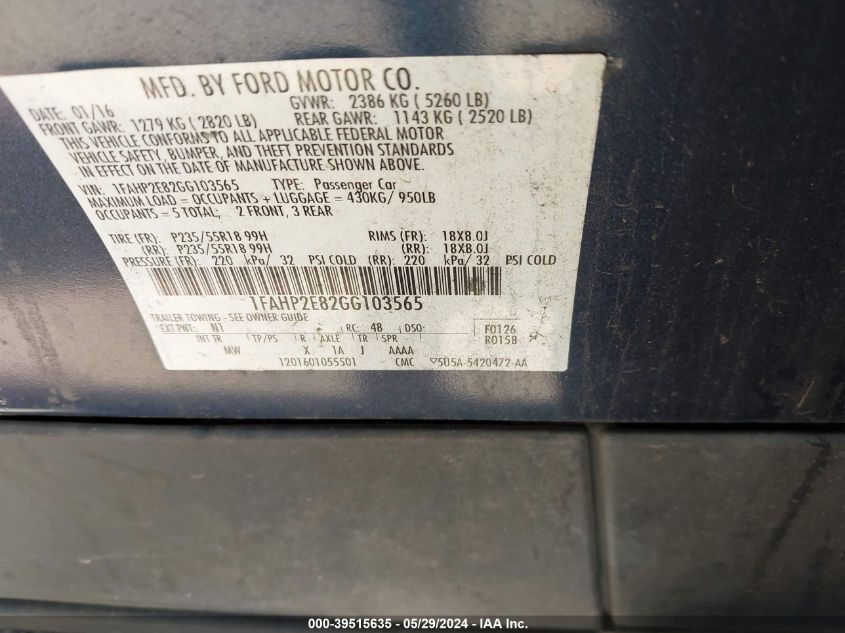 MFD. BY FORD MOTOR CO.
DATE: 01/16 GVWR: 2386 KG ( 5260 LB)
FRONT GAWR: 1279 KG ( 2820 LB) REAR GAWR: 1143 KG ( 2520 LB)
THIS VEHICLE CONFORMS TO ALL APPLICABLE FEDERAL MOTOR
VEHICLE SAFETY, BUMPER, AND THEFT PREVENTION STANDARDS
IN EFFECT ON THE DATE OF MANUFACTURE SHOWN ABOVE.
VIN: 1FAHP2E82GG103565 TYPE: Passenger Car
MAXIMUM LOAD = OCCUPANTS + LUGGAGE = 430KG/ 950LB
OCCUPANTS = 5 TOTAL, 2 FRONT, 3 REAR
TIRE (FR): P235/55R18 99H RIMS (FR): 18X8.0J
(RR): P235/55R18 99H (RR): 18X8.0J
PRESSURE (FR): 220 kPa/ 32 PSI COLD (RR): 220 kPa/ 32 PSI COLD
1FAHP2E82GG103565
TRAILER TOWING - SEE OWNER GUIDE
EXT PNT: N1 RC: 48 DSO: F0126
INT TR TP/PS R AXLE TR SPR R0158
MW X 1A J AAAA
1201601055501 CMC ▽5U5A-5420472-AA
000-39515635 - 05/29/2024 - IAA Inc.